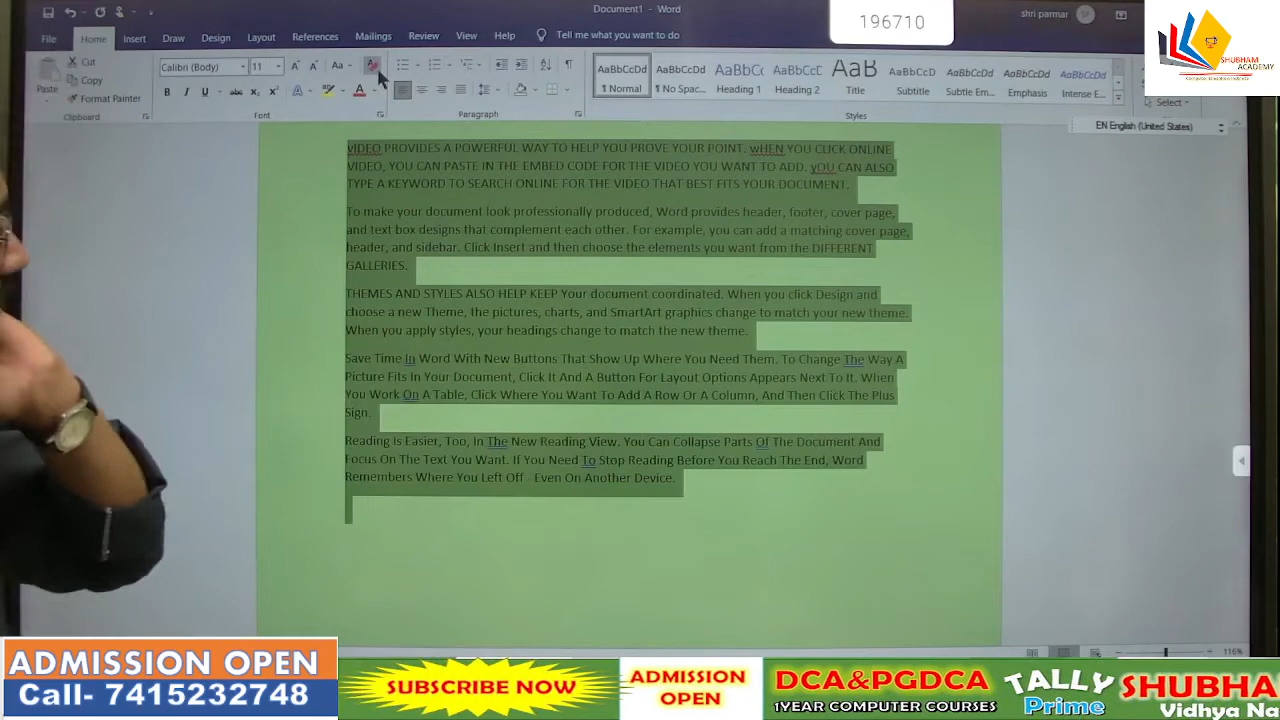 Document1 - Word
shri parmar
196710
SHUBHAM
ACADEMY
File Home Insert Draw Design Layout References Mailings Review View Help Tell me what you want to do
Cut
Copy
Format Painter
Paste
Clipboard
Calibri (Body) 11
Aa
Font
Paragraph
AaBbCcDd AaBbCcDd AaBbCc AaBbCcC AaB AaBbCcD AaBbCcDd AaBbCcDd AaBbCcDd
¶ Normal ¶ No Spac... Heading 1 Heading 2 Title Subtitle Subtle Em... Emphasis Intense E...
Styles
Select
EN English (United States)
vIDEO PROVIDES A POWERFUL WAY TO HELP YOU PROVE YOUR POINT. wHEN YOU CLICK ONLINE
VIDEO, YOU CAN PASTE IN THE EMBED CODE FOR THE VIDEO YOU WANT TO ADD. yOU CAN ALSO
TYPE A KEYWORD TO SEARCH ONLINE FOR THE VIDEO THAT BEST FITS YOUR DOCUMENT.
To make your document look professionally produced, Word provides header, footer, cover page,
and text box designs that complement each other. For example, you can add a matching cover page,
header, and sidebar. Click Insert and then choose the elements you want from the DIFFERENT
GALLERIES.
THEMES AND STYLES ALSO HELP KEEP Your document coordinated. When you click Design and
choose a new Theme, the pictures, charts, and SmartArt graphics change to match your new theme.
When you apply styles, your headings change to match the new theme.
Save Time In Word With New Buttons That Show Up Where You Need Them. To Change The Way A
Picture Fits In Your Document, Click It And A Button For Layout Options Appears Next To It. When
You Work On A Table, Click Where You Want To Add A Row Or A Column, And Then Click The Plus
Sign.
Reading Is Easier, Too, In The New Reading View. You Can Collapse Parts Of The Document And
Focus On The Text You Want. If You Need To Stop Reading Before You Reach The End, Word
Remembers Where You Left Off - Even On Another Device.
116%
ADMISSION OPEN
Call- 7415232748
SUBSCRIBE NOW
ADMISSION
OPEN
DCA&PGDCA
1YEAR COMPUTER COURSES
TALLY
Prime
SHUBHA
Vidhya Na